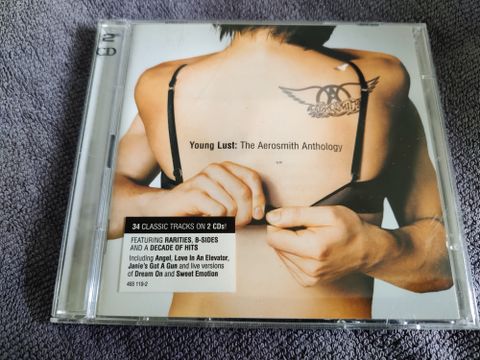 2CD
AEROSMITH
Young Lust: The Aerosmith Anthology
34 CLASSIC TRACKS ON 2 CDs!
FEATURING RARITIES, B-SIDES
AND A DECADE OF HITS
Including Angel, Love In An Elevator,
Janie's Got A Gun and live versions
of Dream On and Sweet Emotion
493 119-2